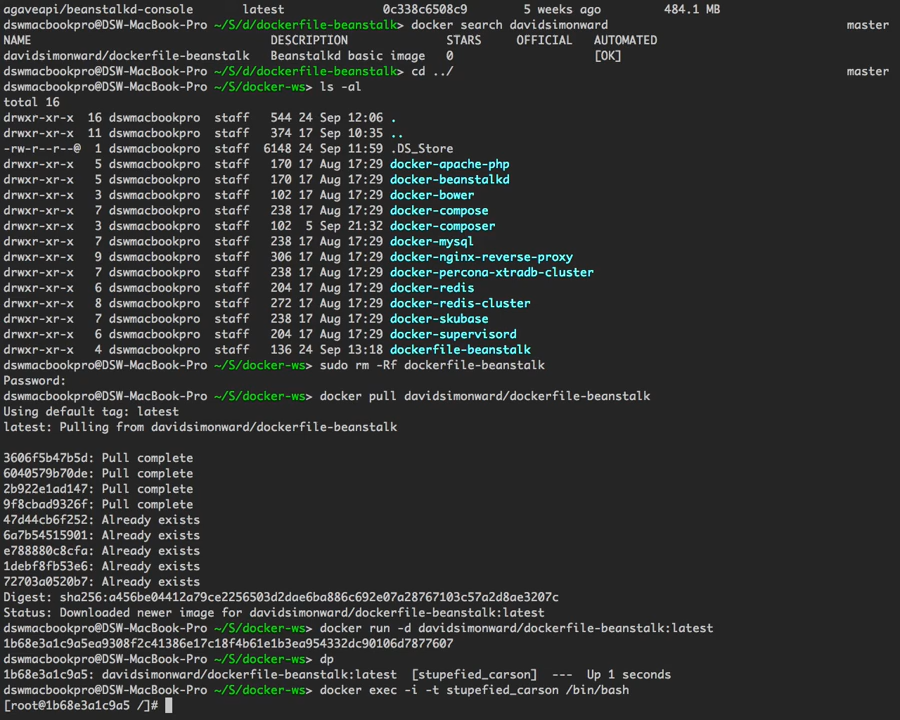 agaveapi/beanstalkd-console latest 0c338c6508c9 5 weeks ago 484.1 MB
dswmacbookpro@DSW-MacBook-Pro ~/S/d/dockerfile-beanstalk> docker search davidsimonward master
NAME DESCRIPTION STARS OFFICIAL AUTOMATED
davidsimonward/dockerfile-beanstalk Beanstalkd basic image 0 [OK]
dswmacbookpro@DSW-MacBook-Pro ~/S/d/dockerfile-beanstalk> cd ../ master
dswmacbookpro@DSW-MacBook-Pro ~/S/docker-ws> ls -al
total 16
drwxr-xr-x 16 dswmacbookpro staff 544 24 Sep 12:06 .
drwxr-xr-x 11 dswmacbookpro staff 374 17 Sep 10:35 ..
-rw-r--r--@ 1 dswmacbookpro staff 6148 24 Sep 11:59 .DS_Store
drwxr-xr-x 5 dswmacbookpro staff 170 17 Aug 17:29 docker-apache-php
drwxr-xr-x 5 dswmacbookpro staff 170 17 Aug 17:29 docker-beanstalkd
drwxr-xr-x 3 dswmacbookpro staff 102 17 Aug 17:29 docker-bower
drwxr-xr-x 7 dswmacbookpro staff 238 17 Aug 17:29 docker-compose
drwxr-xr-x 3 dswmacbookpro staff 102 5 Sep 21:32 docker-composer
drwxr-xr-x 7 dswmacbookpro staff 238 17 Aug 17:29 docker-mysql
drwxr-xr-x 9 dswmacbookpro staff 306 17 Aug 17:29 docker-nginx-reverse-proxy
drwxr-xr-x 7 dswmacbookpro staff 238 17 Aug 17:29 docker-percona-xtradb-cluster
drwxr-xr-x 6 dswmacbookpro staff 204 17 Aug 17:29 docker-redis
drwxr-xr-x 8 dswmacbookpro staff 272 17 Aug 17:29 docker-redis-cluster
drwxr-xr-x 7 dswmacbookpro staff 238 17 Aug 17:29 docker-skubase
drwxr-xr-x 6 dswmacbookpro staff 204 17 Aug 17:29 docker-supervisord
drwxr-xr-x 4 dswmacbookpro staff 136 24 Sep 13:18 dockerfile-beanstalk
dswmacbookpro@DSW-MacBook-Pro ~/S/docker-ws> sudo rm -Rf dockerfile-beanstalk
Password:
dswmacbookpro@DSW-MacBook-Pro ~/S/docker-ws> docker pull davidsimonward/dockerfile-beanstalk
Using default tag: latest
latest: Pulling from davidsimonward/dockerfile-beanstalk
3606f5b47b5d: Pull complete
6040579b70de: Pull complete
2b922e1ad147: Pull complete
9f8cbad9326f: Pull complete
47d44cb6f252: Already exists
6a7b54515901: Already exists
e788880c8cfa: Already exists
1debf8fb53e6: Already exists
72703a0520b7: Already exists
Digest: sha256:a456be04412a79ce2256503d2dae6ba886c692e07a28767103c57a2d8ae3207c
Status: Downloaded newer image for davidsimonward/dockerfile-beanstalk:latest
dswmacbookpro@DSW-MacBook-Pro ~/S/docker-ws> docker run -d davidsimonward/dockerfile-beanstalk:latest
1b68e3a1c9a5ea9308f2c41386e17c18f4b61e1b3ea954332dc90106d7877607
dswmacbookpro@DSW-MacBook-Pro ~/S/docker-ws> dp
1b68e3a1c9a5: davidsimonward/dockerfile-beanstalk:latest [stupefied_carson] --- Up 1 seconds
dswmacbookpro@DSW-MacBook-Pro ~/S/docker-ws> docker exec -i -t stupefied_carson /bin/bash
[root@1b68e3a1c9a5 /]#